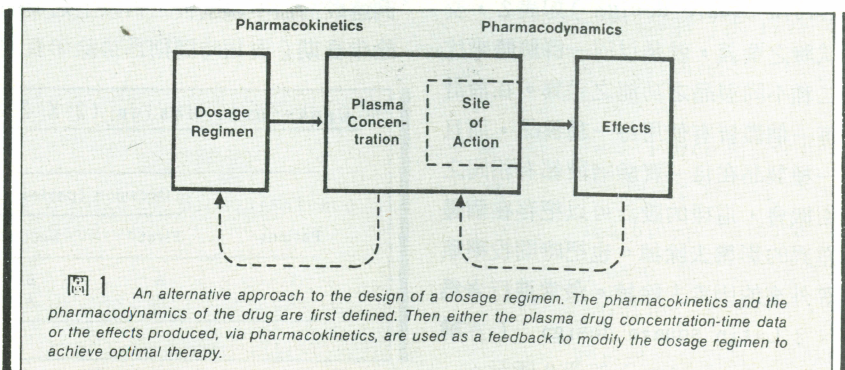 Pharmacokinetics
Pharmacodynamics
Dosage
Regimen
Plasma
Concen-
tration
Site
of
Action
Effects
圖 1 An alternative approach to the design of a dosage regimen. The pharmacokinetics and the
pharmacodynamics of the drug are first defined. Then either the plasma drug concentration-time data
or the effects produced, via pharmacokinetics, are used as a feedback to modify the dosage regimen to
achieve optimal therapy.